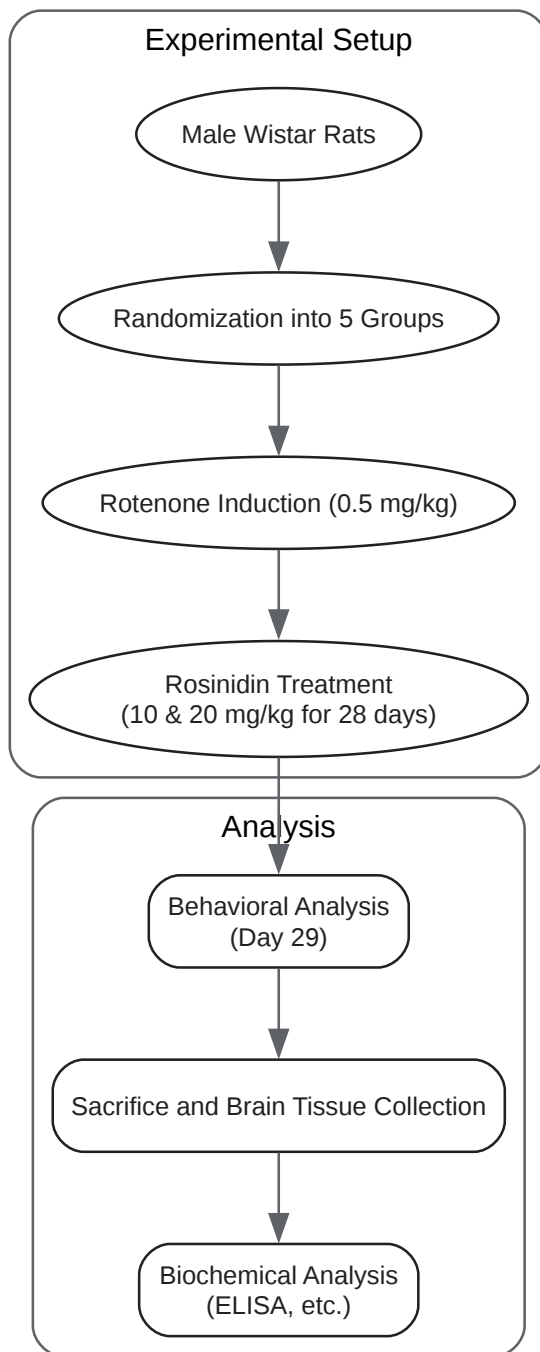 Experimental Setup
Male Wistar Rats
Randomization into 5 Groups
Rotenone Induction (0.5 mg/kg)
Rosinidin Treatment
(10 & 20 mg/kg for 28 days)
Analysis
Behavioral Analysis
(Day 29)
Sacrifice and Brain Tissue Collection
Biochemical Analysis
(ELISA, etc.)